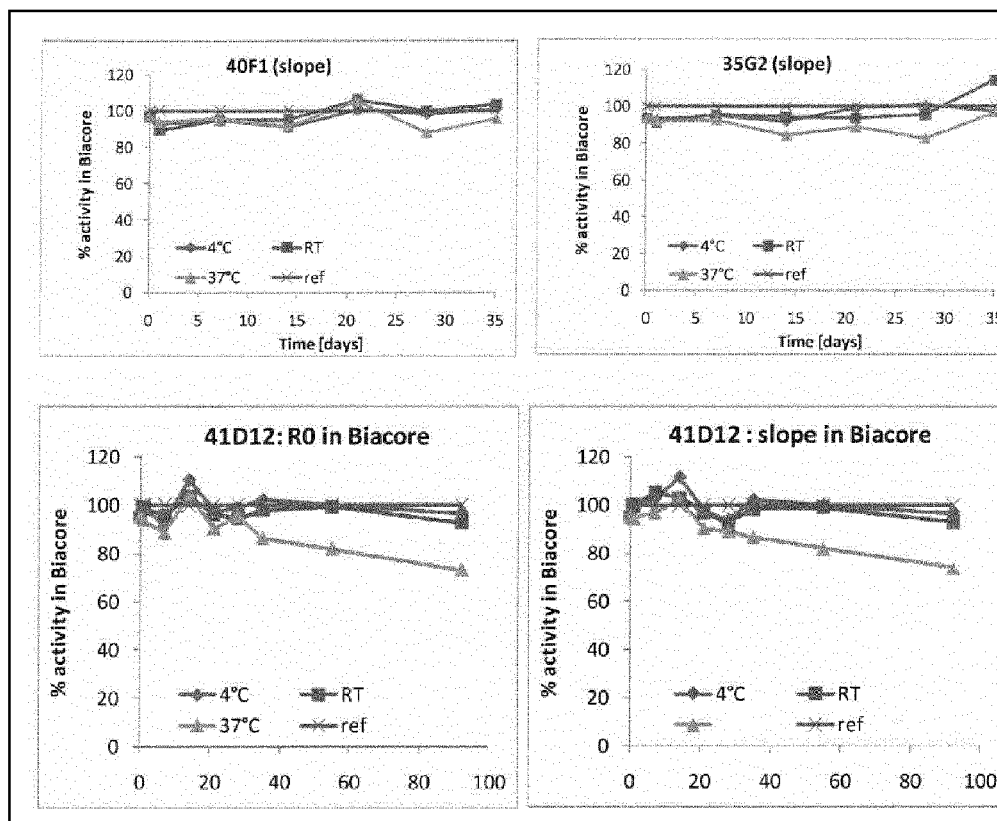 40F1 (slope)
120
100
80
60
40
20
0
% activity in Biacore
4°C RT
37°C ref
0 5 10 15 20 25 30 35
Time [days]
35G2 (slope)
120
100
80
60
40
20
0
% activity in Biacore
4°C RT
37°C ref
0 5 10 15 20 25 30 35
Time [days]
41D12: R0 in Biacore
120
100
80
60
40
20
0
% activity in Biacore
4°C RT
37°C ref
0 20 40 60 80 100
41D12 : slope in Biacore
120
100
80
60
40
20
0
% activity in Biacore
4°C RT
ref
0 20 40 60 80 100